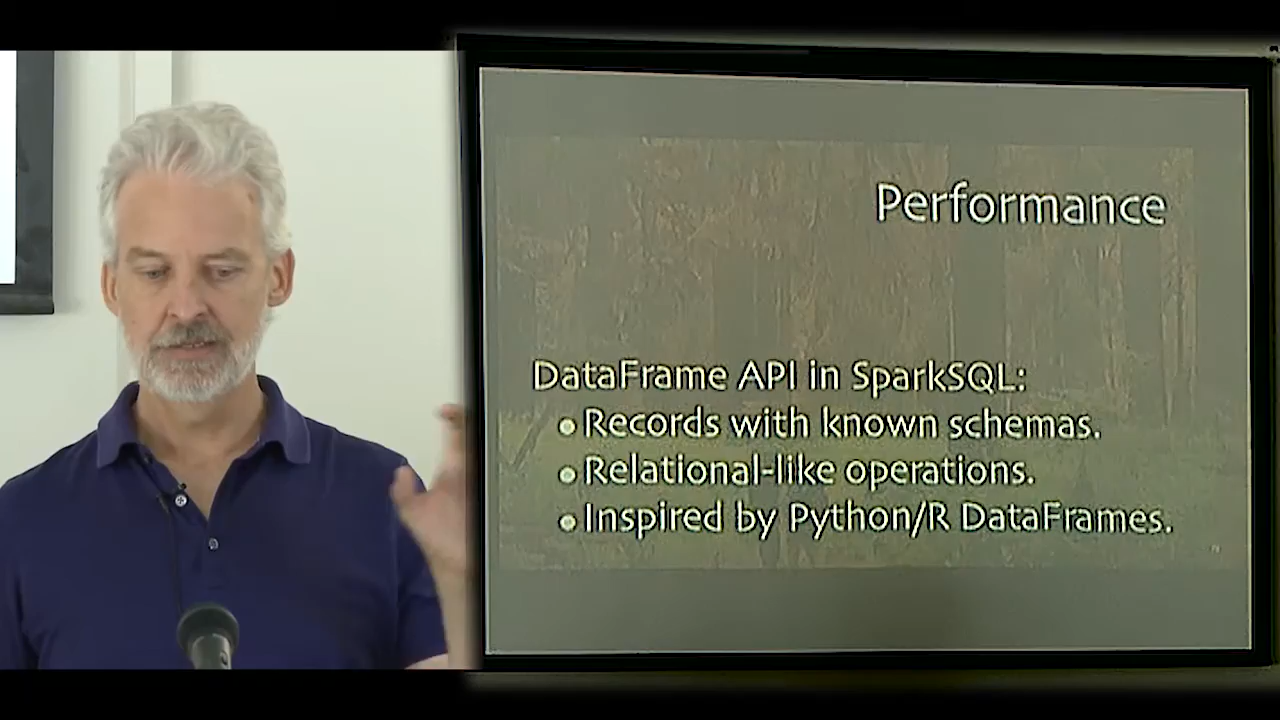 Performance
DataFrame API in SparkSQL:
• Records with known schemas.
• Relational-like operations.
• Inspired by Python/R DataFrames.